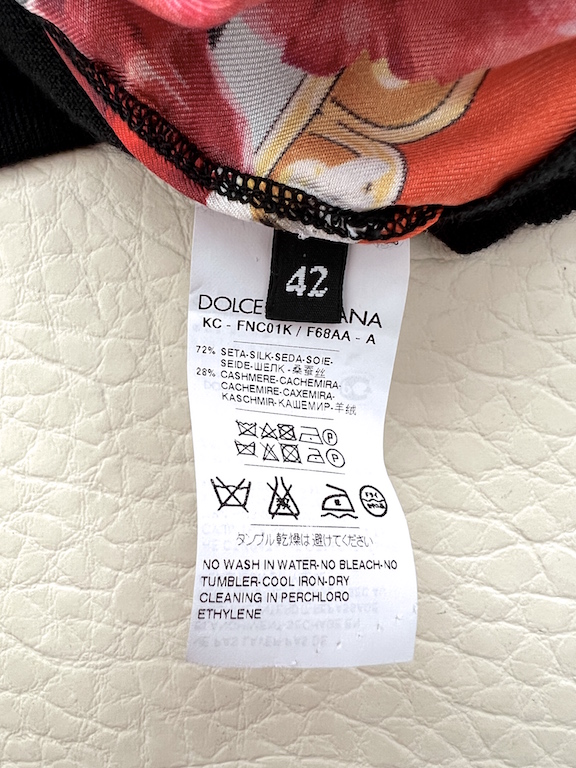 42
DOLCE ANA
KC - FNC01K / F68AA - A
72% SETA-SILK-SEDA-SOIE-
SEIDE-ШЕЛК-桑蚕丝
28% CASHMERE-CACHEMIRA-
CACHEMIRE-CAXEMIRA-
KASCHMIR-КАШЕМИР-羊绒
P
P
タンブル乾燥は避けてください
NO WASH IN WATER-NO BLEACH-NO
TUMBLER-COOL IRON-DRY
CLEANING IN PERCHLORO
ETHYLENE